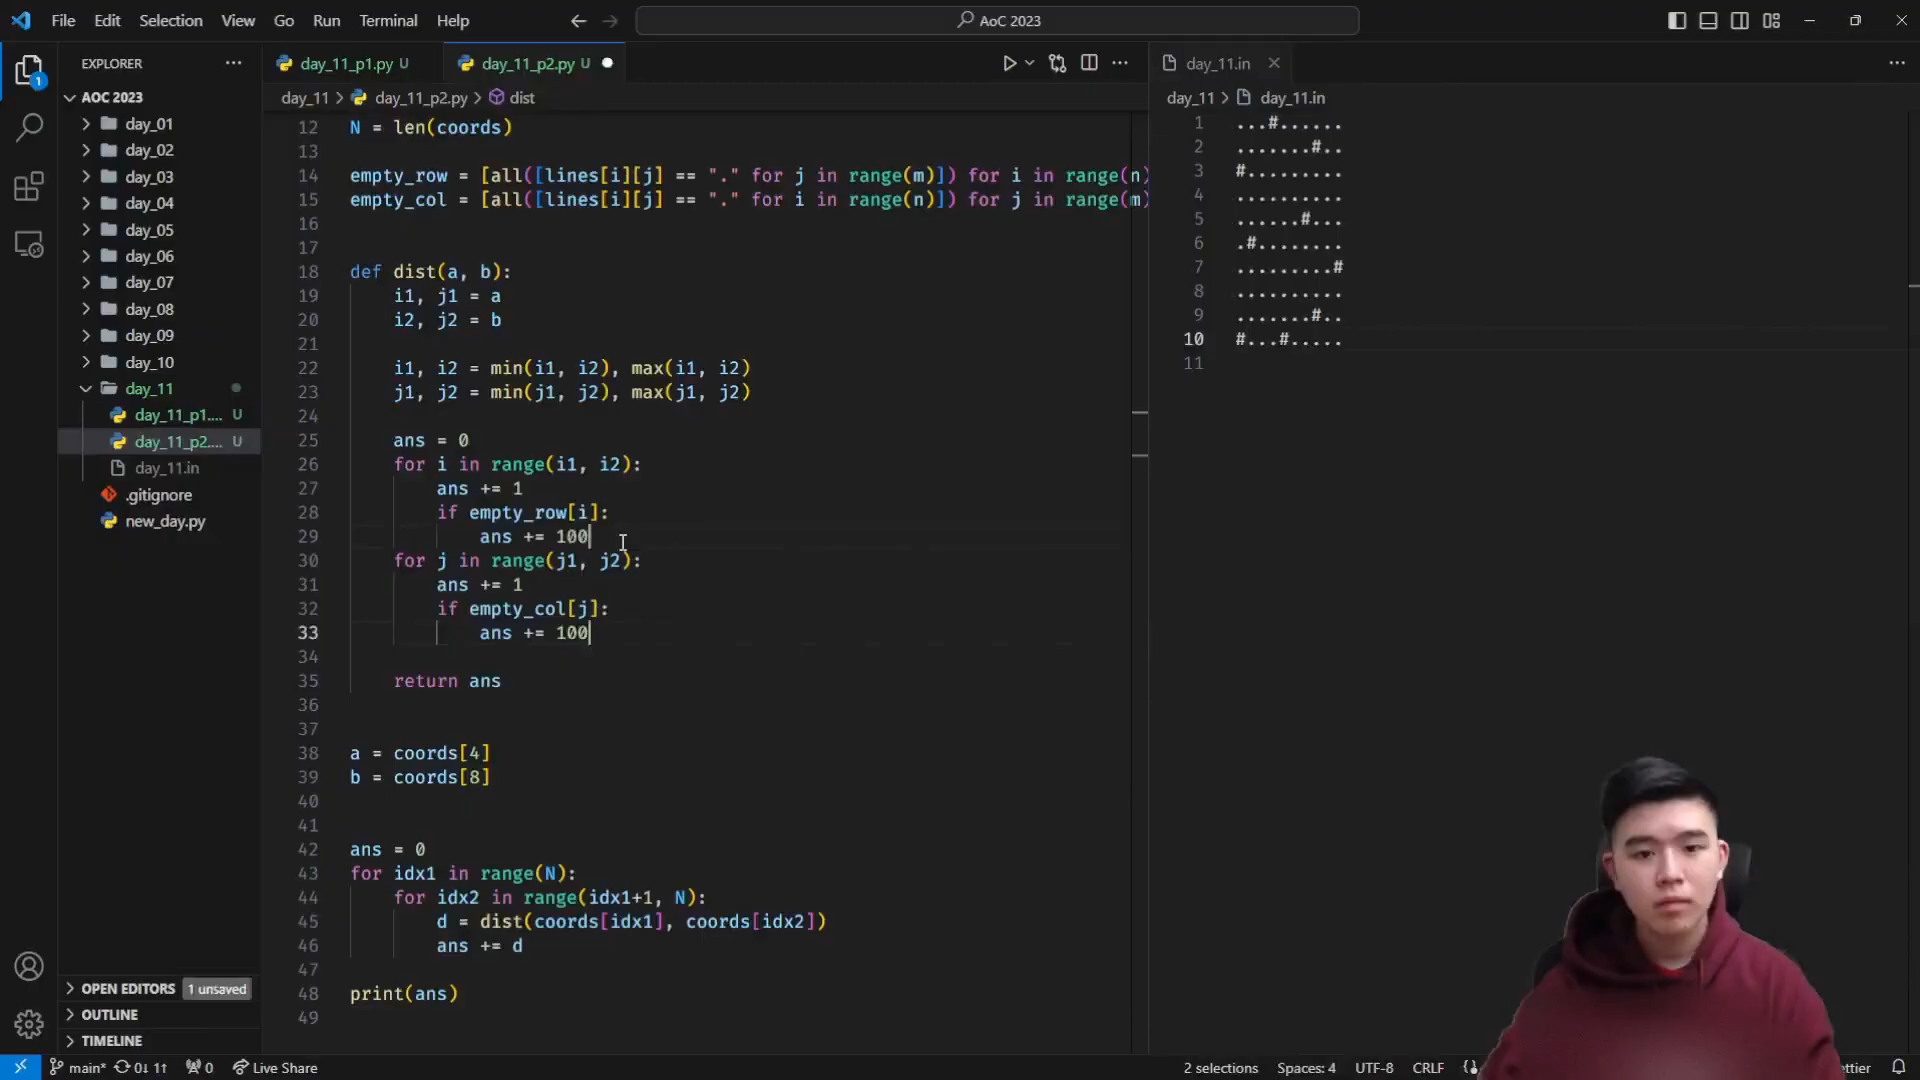 File Edit Selection View Go Run Terminal Help
AoC 2023
EXPLORER
AOC 2023
day_01
day_02
day_03
day_04
day_05
day_06
day_07
day_08
day_09
day_10
day_11
day_11_p1.... U
day_11_p2.... U
day_11.in
.gitignore
new_day.py
OPEN EDITORS 1 unsaved
OUTLINE
TIMELINE
day_11_p1.py U
day_11_p2.py U
day_11 > day_11_p2.py > dist
12 N = len(coords)
13
14 empty_row = [all([lines[i][j] == "." for j in range(m)]) for i in range(n)
15 empty_col = [all([lines[i][j] == "." for i in range(n)]) for j in range(m)
16
17
18 def dist(a, b):
19     i1, j1 = a
20     i2, j2 = b
21
22     i1, i2 = min(i1, i2), max(i1, i2)
23     j1, j2 = min(j1, j2), max(j1, j2)
24
25     ans = 0
26     for i in range(i1, i2):
27         ans += 1
28         if empty_row[i]:
29             ans += 100
30     for j in range(j1, j2):
31         ans += 1
32         if empty_col[j]:
33             ans += 100
34
35     return ans
36
37
38 a = coords[4]
39 b = coords[8]
40
41
42 ans = 0
43 for idx1 in range(N):
44     for idx2 in range(idx1+1, N):
45         d = dist(coords[idx1], coords[idx2])
46         ans += d
47
48 print(ans)
49
day_11.in
day_11 > day_11.in
1 ...#......
2 .......#..
3 #.........
4 ..........
5 ......#...
6 .#........
7 .........#
8 ..........
9 .......#..
10 #...#.....
11
main* 0↓ 1↑ 0 Live Share
2 selections Spaces: 4 UTF-8 CRLF
1